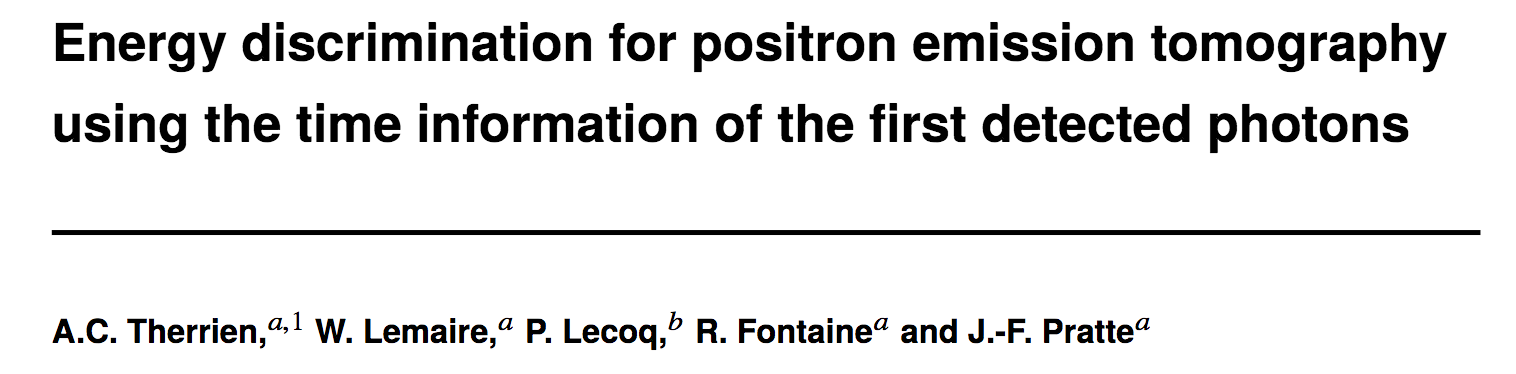 Energy discrimination for positron emission tomography
using the time information of the first detected photons
A.C. Therrien,a,1 W. Lemaire,a P. Lecoq,b R. Fontainea and J.-F. Prattea